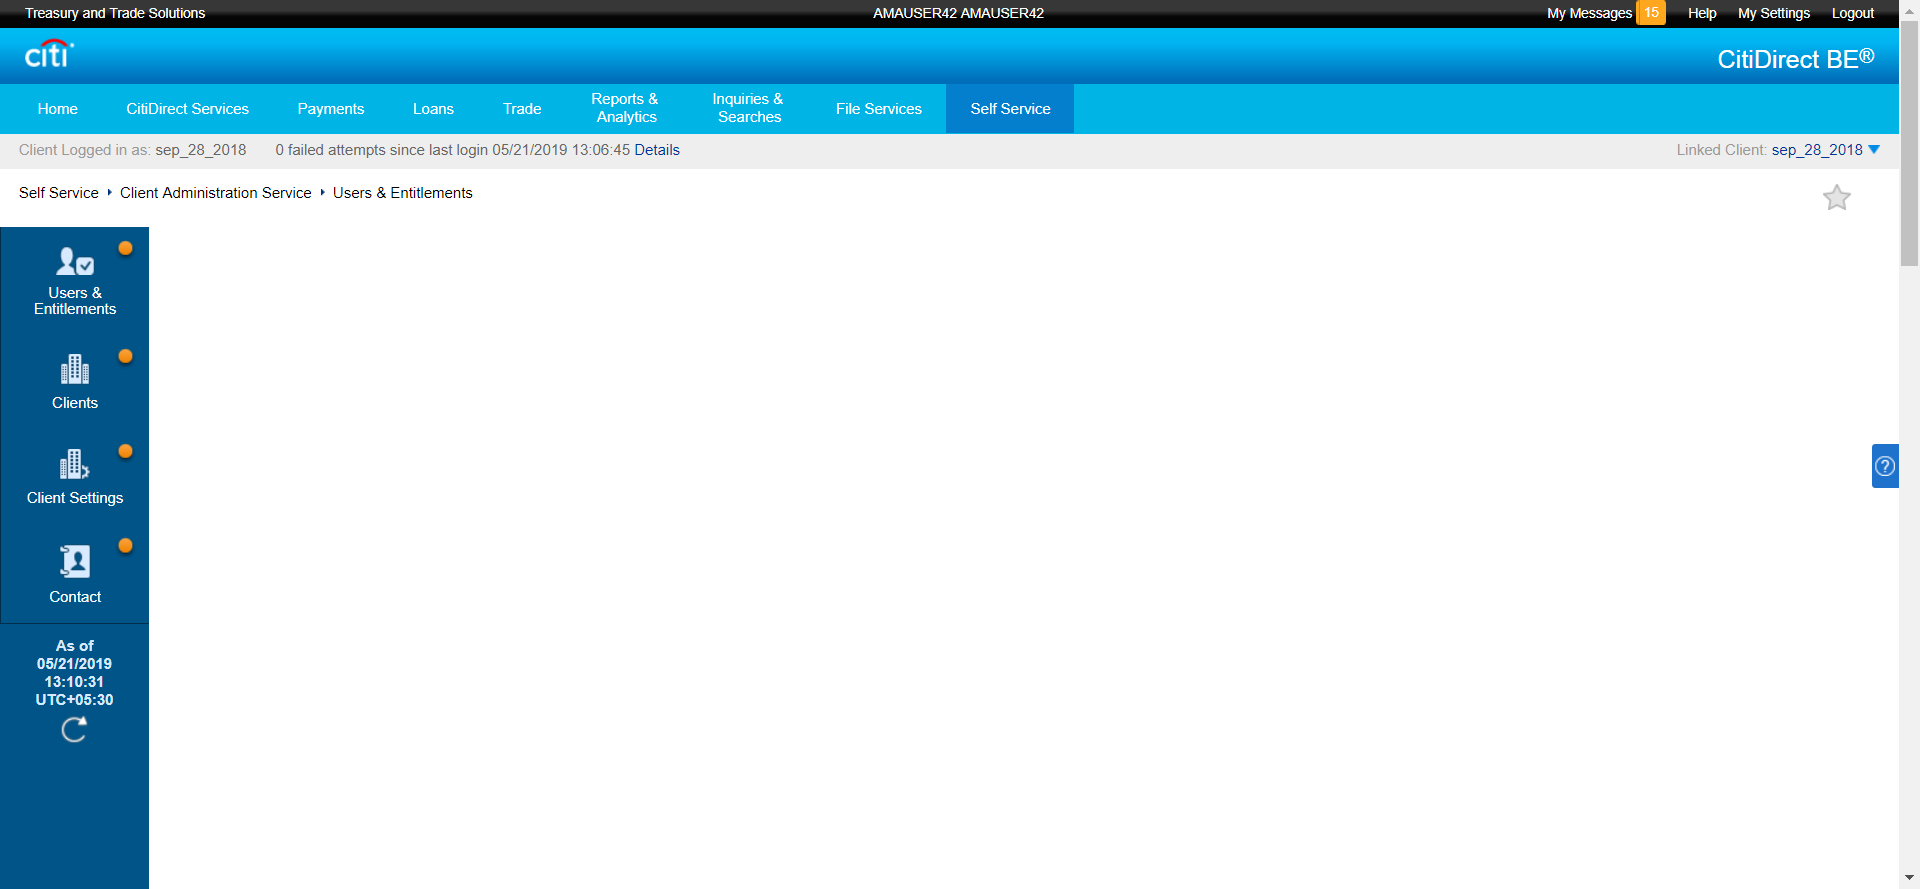 Treasury and Trade Solutions
AMAUSER42 AMAUSER42
My Messages 15 Help My Settings Logout
citi
CitiDirect BE®
Home CitiDirect Services Payments Loans Trade Reports & Analytics Inquiries & Searches File Services Self Service
Client Logged in as: sep_28_2018 0 failed attempts since last login 05/21/2019 13:06:45 Details
Linked Client: sep_28_2018
Self Service Client Administration Service Users & Entitlements
Users &
Entitlements
Clients
Client Settings
Contact
As of
05/21/2019
13:10:31
UTC+05:30
?